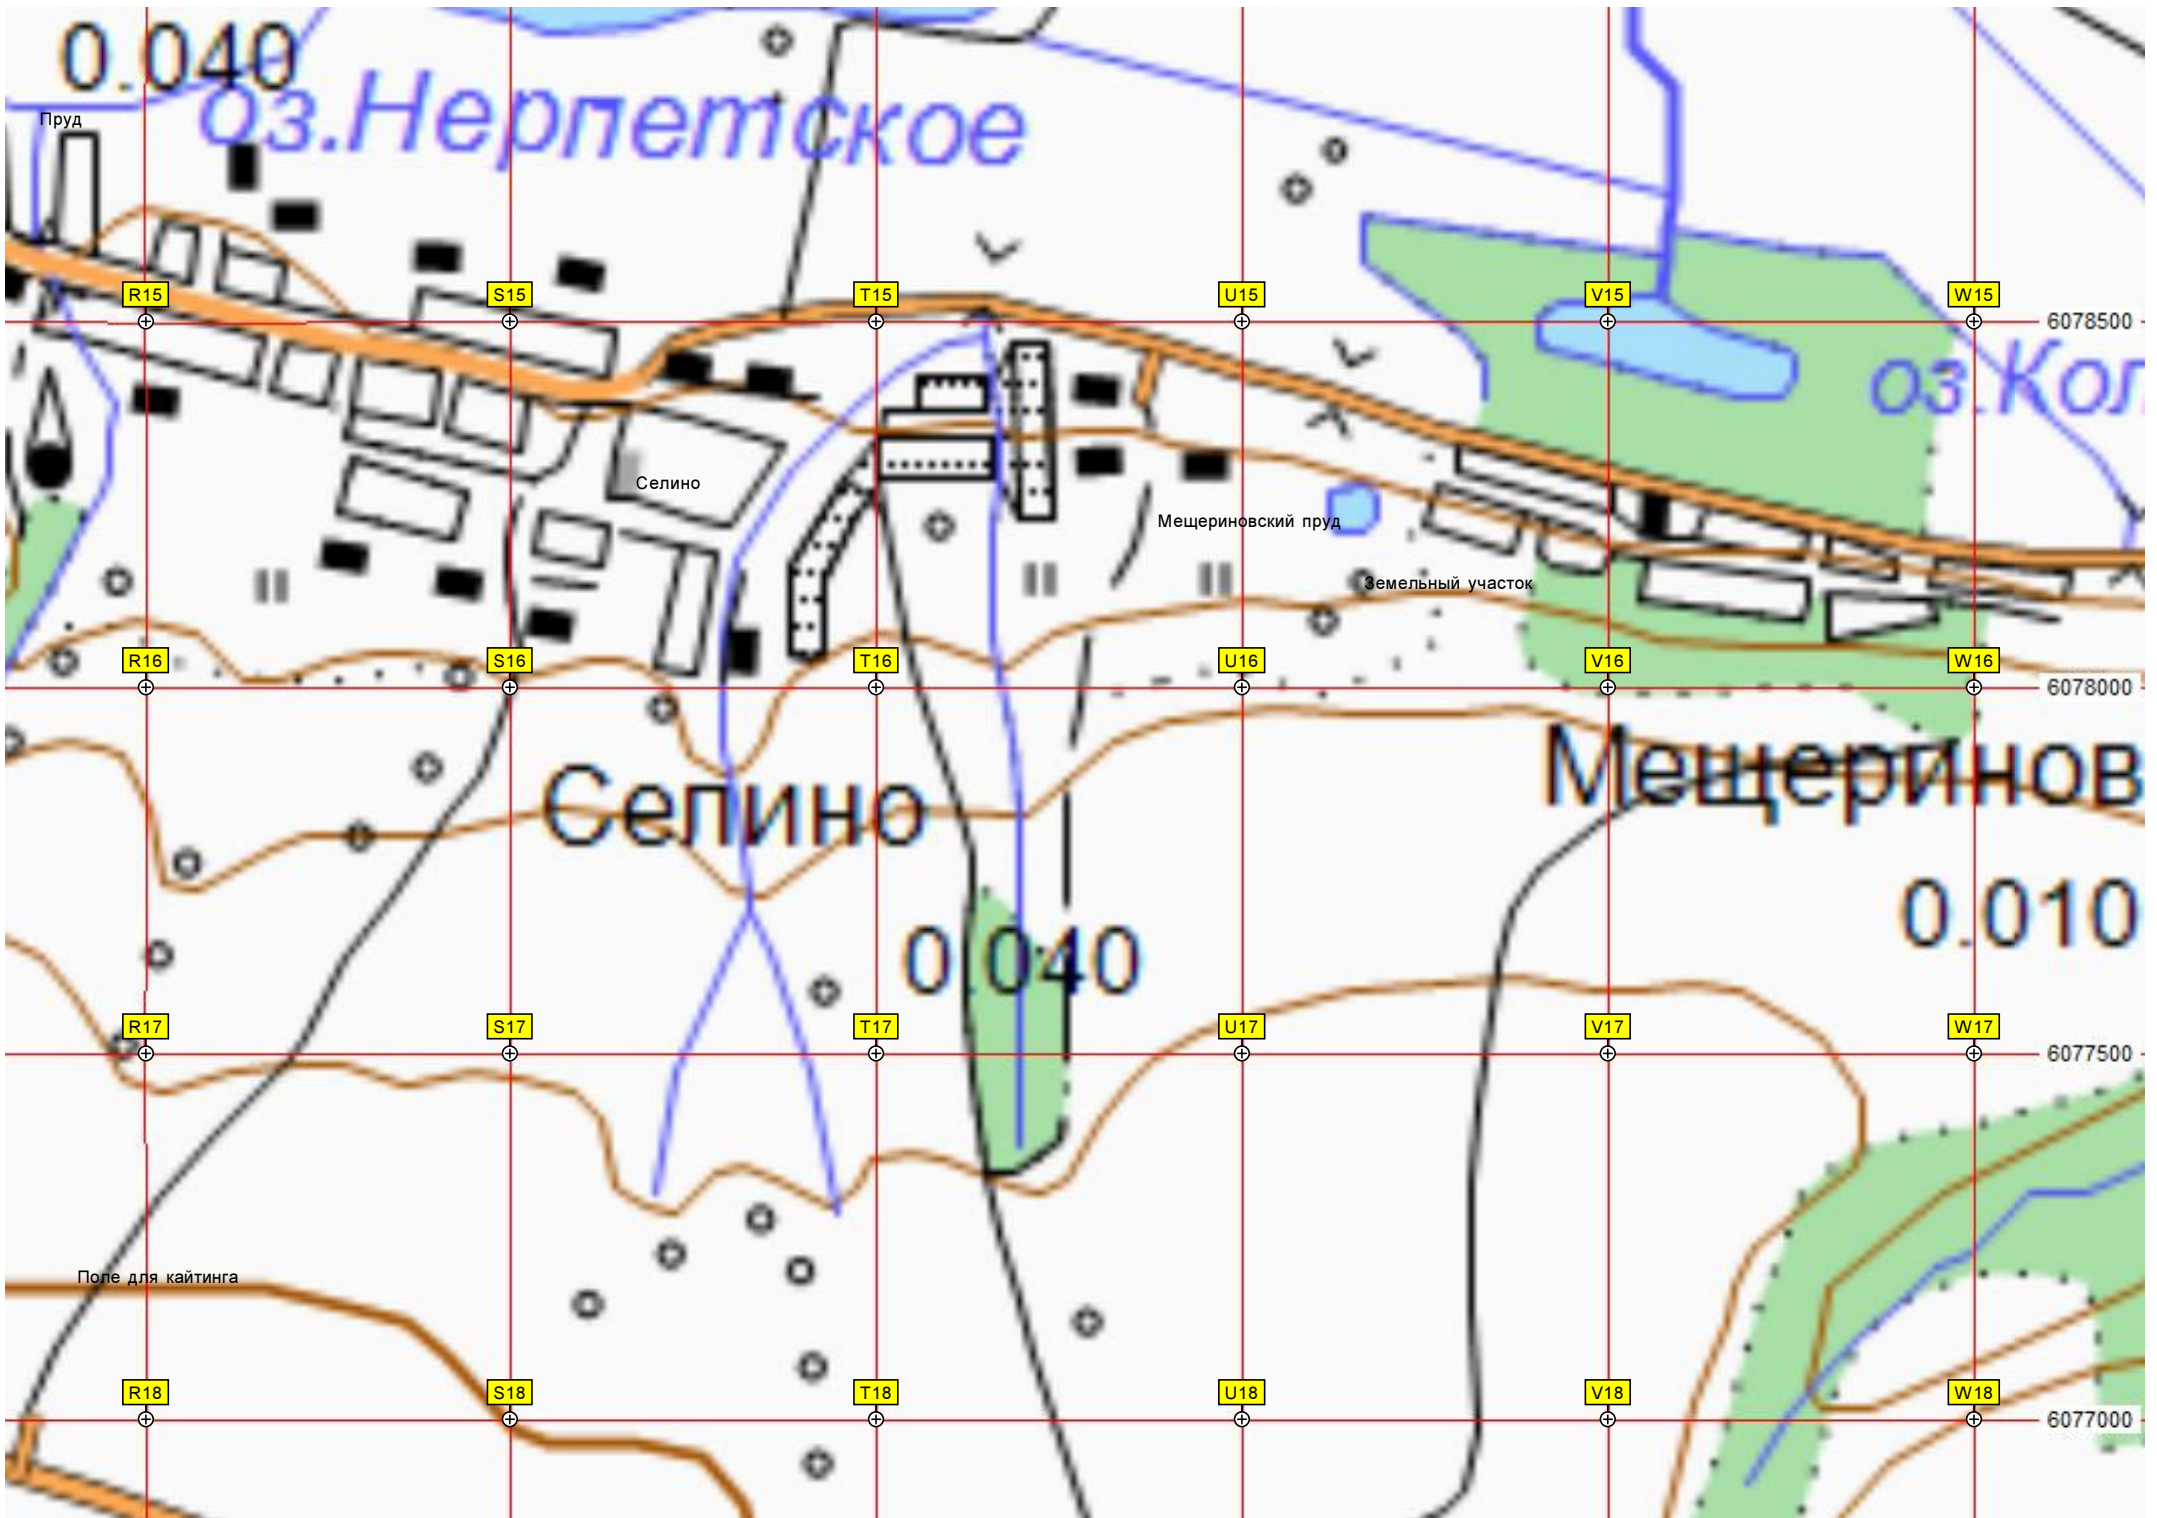 0.040
оз.Нерпетское
Пруд
R15
S15
T15
U15
V15
W15
6078500
оз.Кол
Селино
Мещериновский пруд
Земельный участок
R16
S16
T16
U16
V16
W16
6078000
Селино
Мещеринов
0.040
0.010
R17
S17
T17
U17
V17
W17
6077500
Поле для кайтинга
R18
S18
T18
U18
V18
W18
6077000